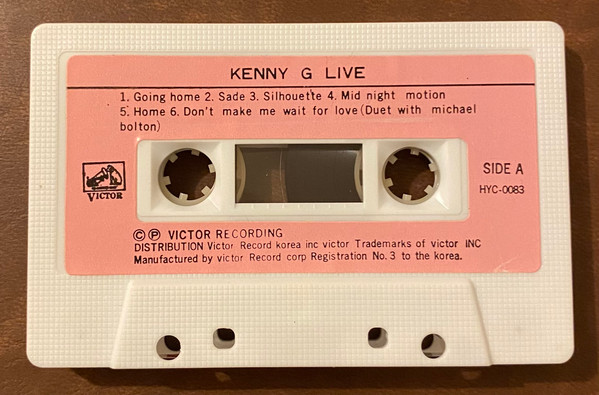 KENNY G LIVE
1. Going home 2. Sade 3. Silhouette 4. Mid night motion
5. Home 6. Don't make me wait for love(Duet with michael
bolton)
VICTOR
SIDE A
HYC-0083
©℗ VICTOR RECORDING
DISTRIBUTION Victor Record korea inc victor Trademarks of victor INC
Manufactured by victor Record corp Registration No. 3 to the korea.